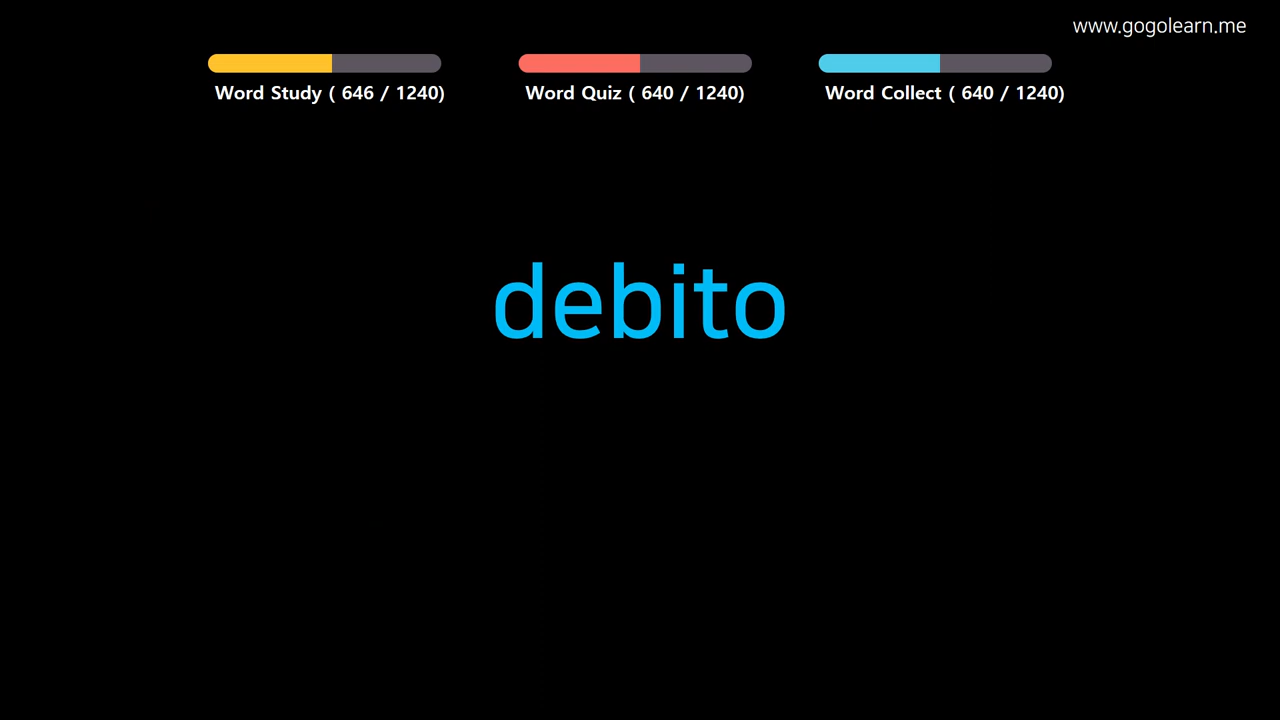 www.gogolearn.me
Word Study ( 646 / 1240)
Word Quiz ( 640 / 1240)
Word Collect ( 640 / 1240)
debito